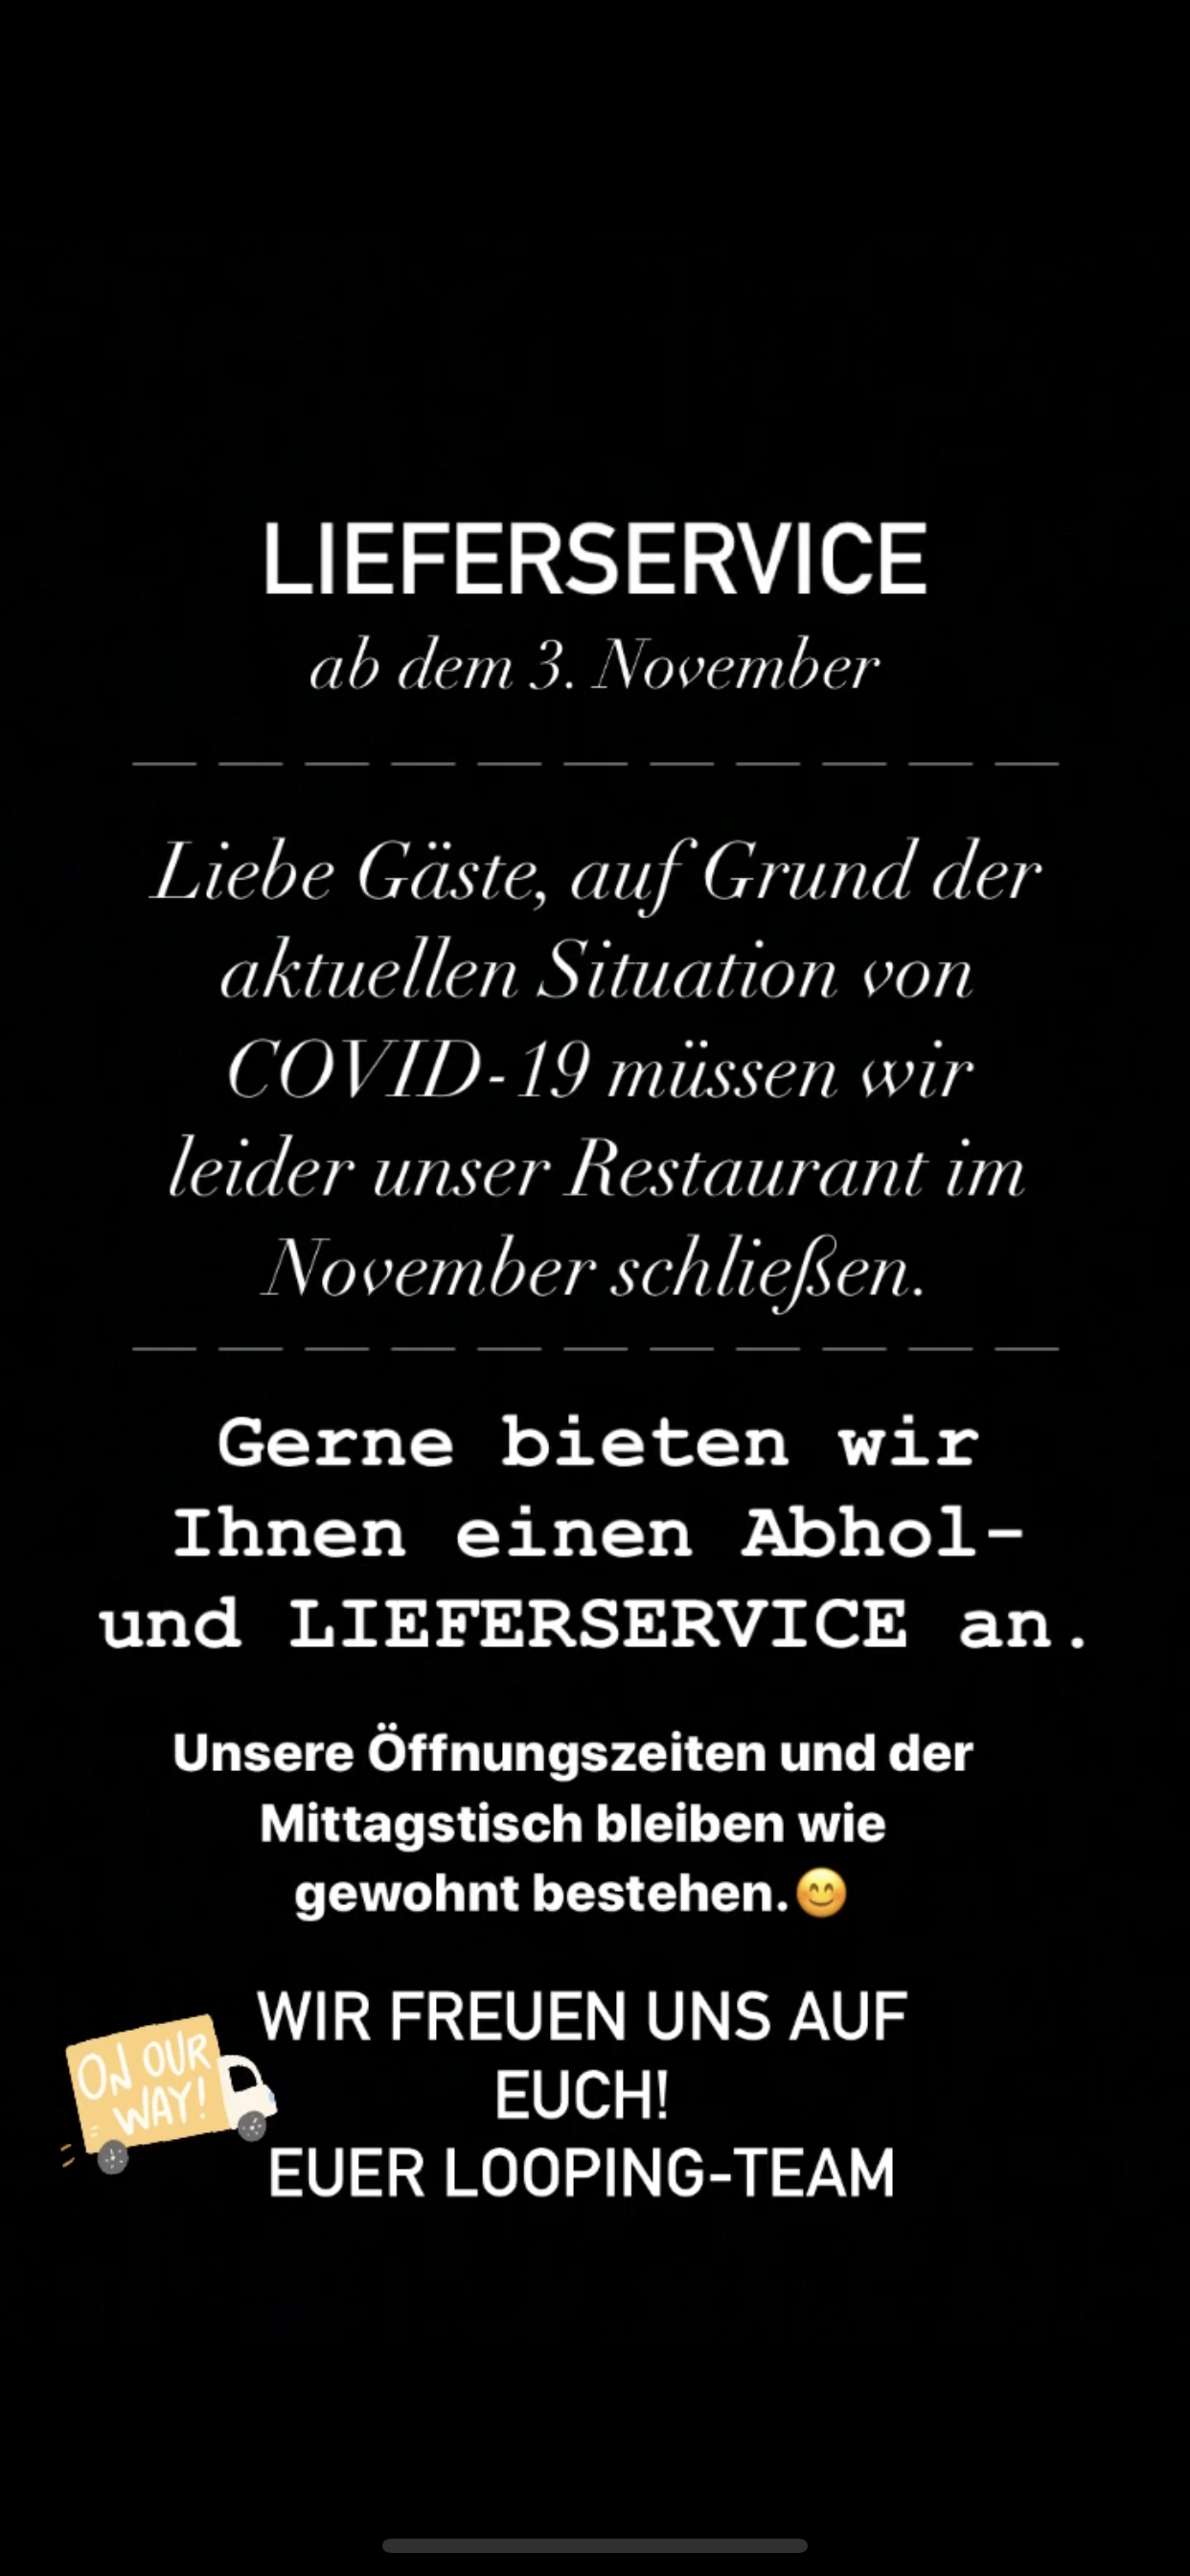 LIEFERSERVICE
ab dem 3. November
Liebe Gäste, auf Grund der
aktuellen Situation von
COVID-19 müssen wir
leider unser Restaurant im
November schließen.
Gerne bieten wir
Ihnen einen Abhol-
und LIEFERSERVICE an.
Unsere Öffnungszeiten und der
Mittagstisch bleiben wie
gewohnt bestehen.😊
WIR FREUEN UNS AUF
EUCH!
EUER LOOPING-TEAM
ON OUR
WAY!